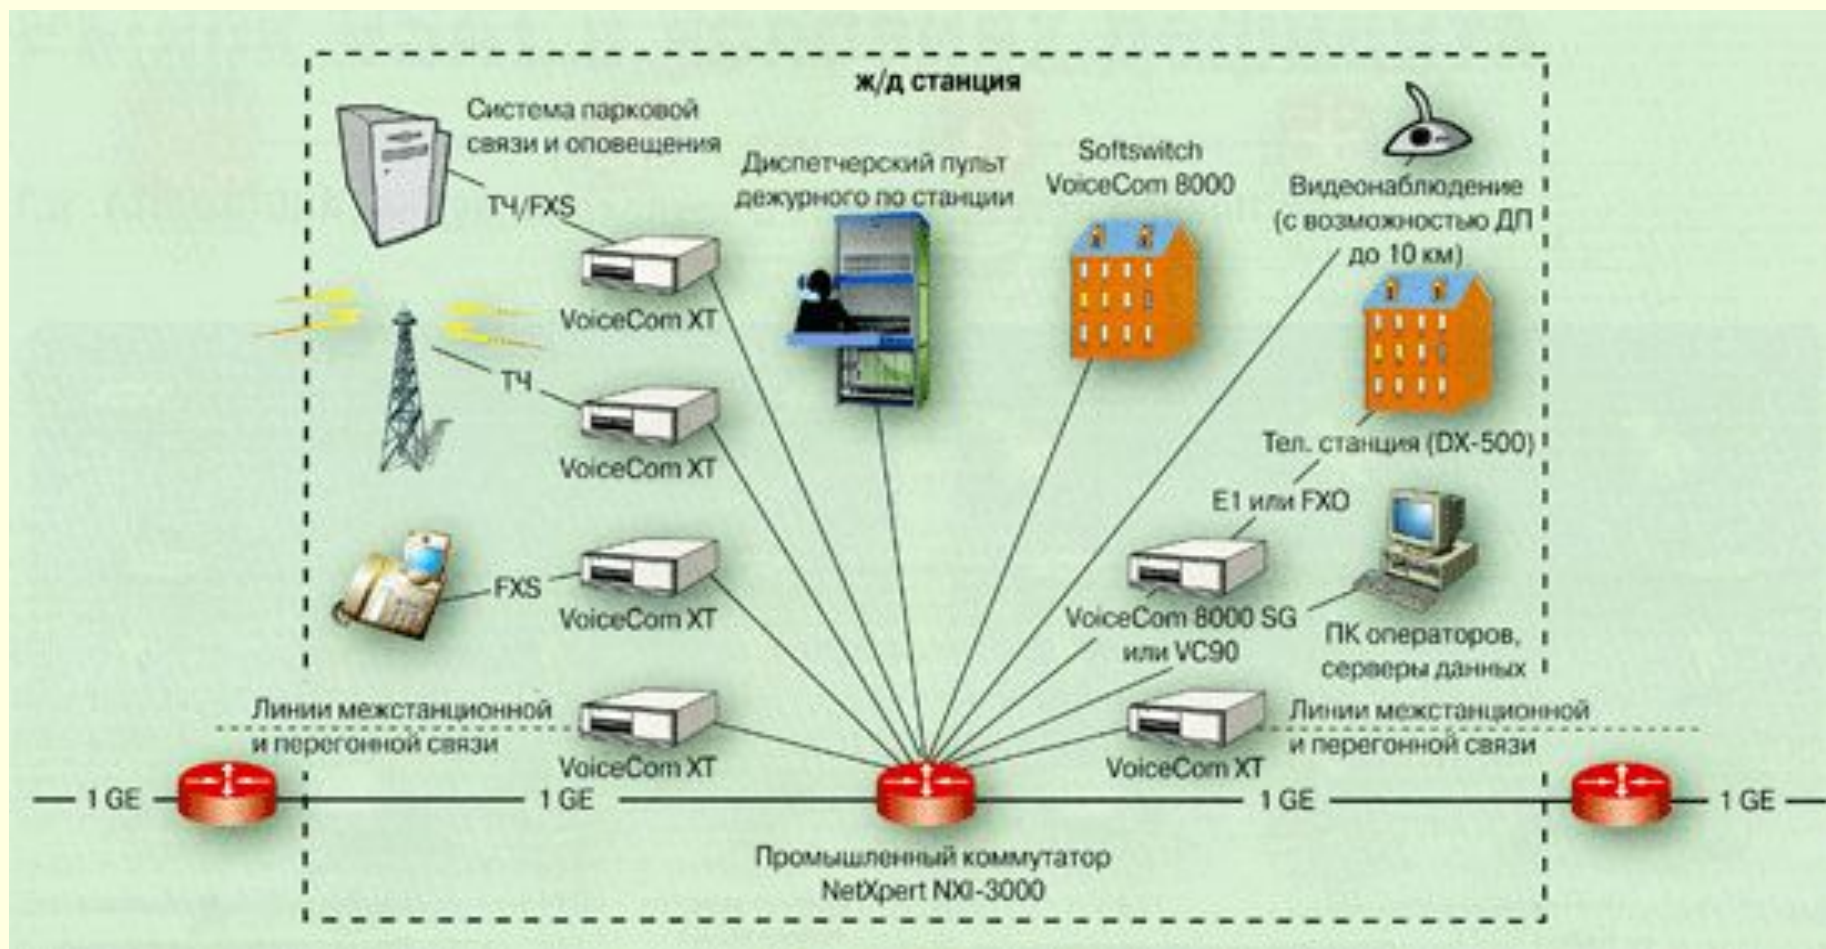 ж/д станция
Система парковой
связи и оповещения
ТЧ/FXS
VoiceCom XT
Диспетчерский пульт
дежурного по станции
Softswitch
VoiceCom 8000
Видеонаблюдение
(с возможностью ДП
до 10 км)
ТЧ
VoiceCom XT
Тел. станция (DX-500)
E1 или FXO
FXS
VoiceCom XT
VoiceCom 8000 SG
или VC90
ПК операторов,
серверы данных
Линии межстанционной
и перегонной связи
VoiceCom XT
VoiceCom XT
Линии межстанционной
и перегонной связи
1 GE
1 GE
1 GE
1 GE
Промышленный коммутатор
NetXpert NXI-3000